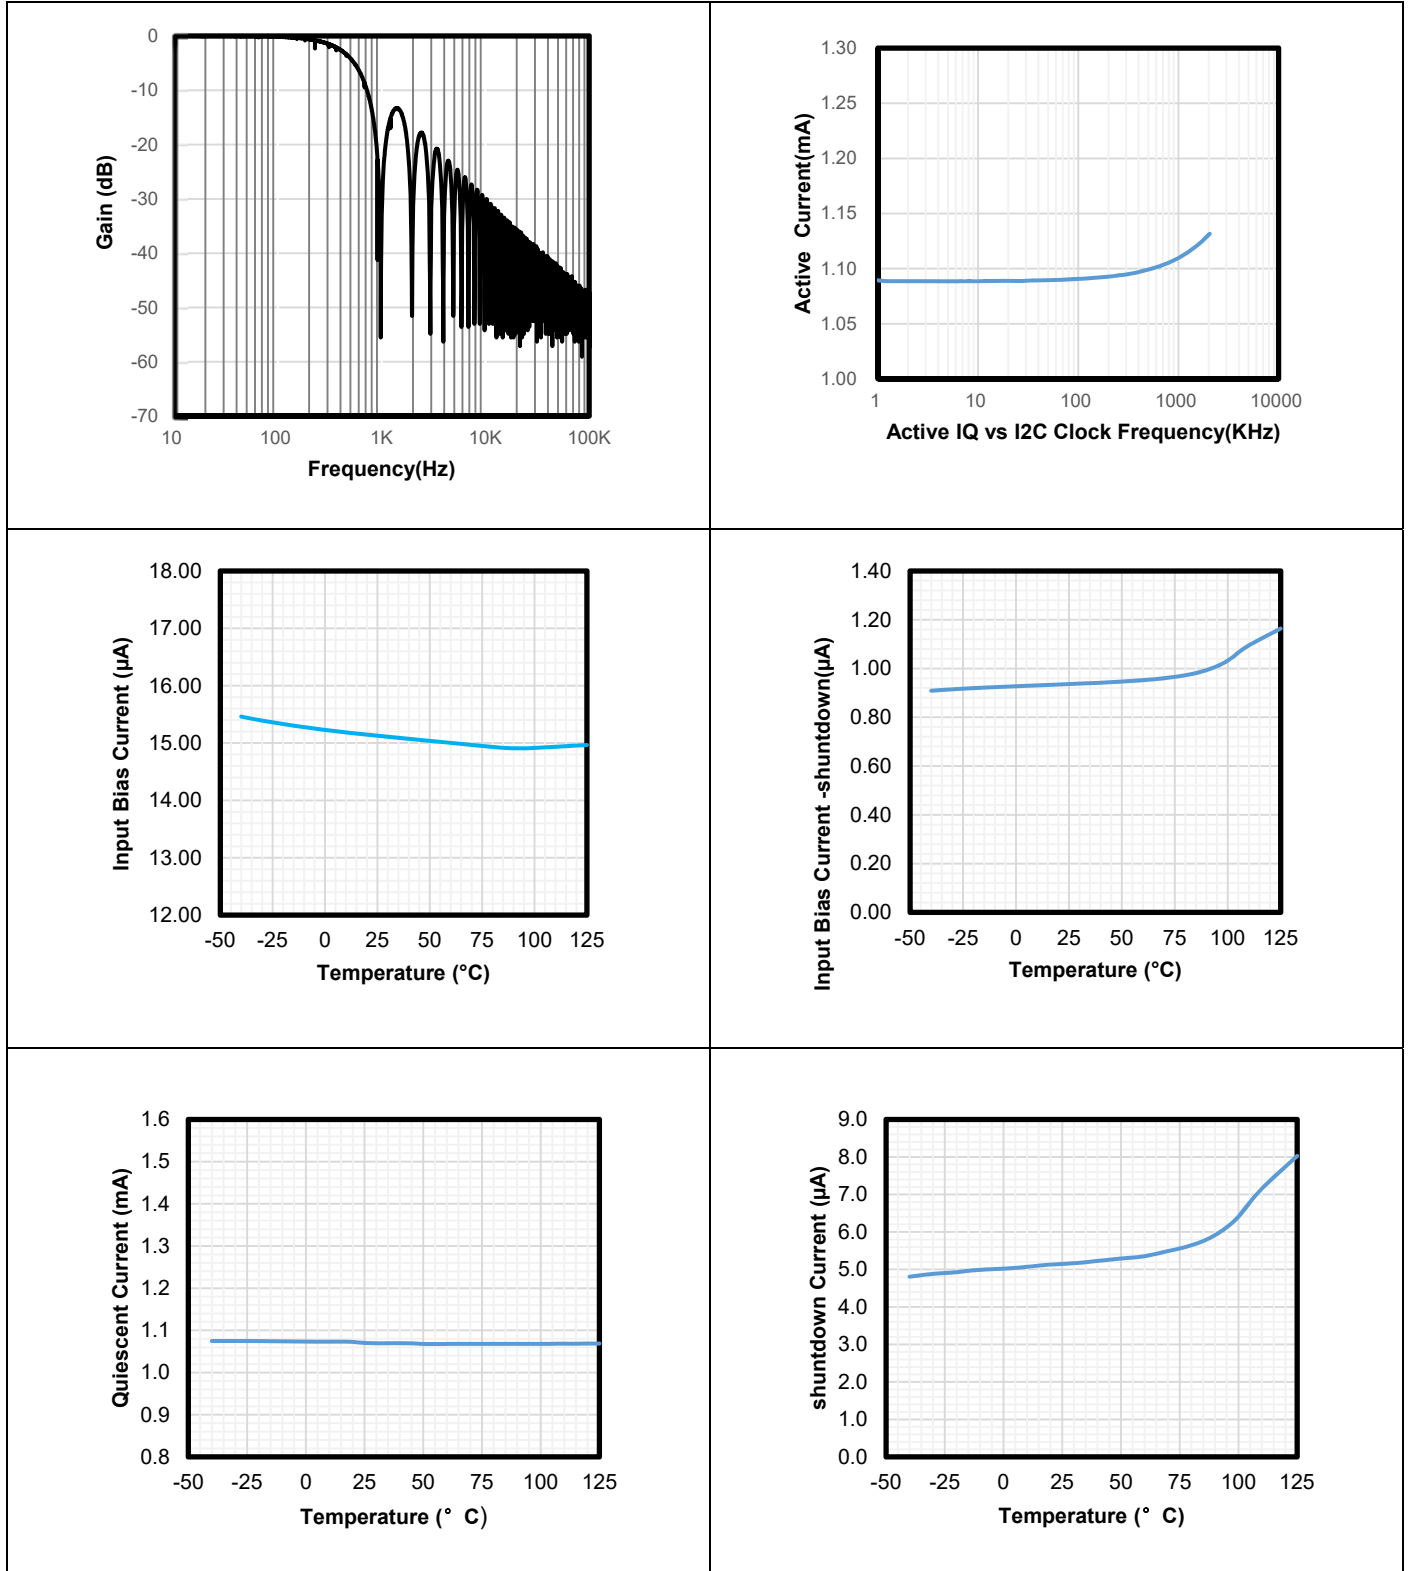 0
-10
-20
-30
-40
-50
-60
-70
Gain (dB)
10 100 1K 10K 100K
Frequency(Hz)
1.30
1.25
1.20
1.15
1.10
1.05
1.00
Active Current(mA)
1 10 100 1000 10000
Active IQ vs I2C Clock Frequency(KHz)
18.00
17.00
16.00
15.00
14.00
13.00
12.00
Input Bias Current (µA)
-50 -25 0 25 50 75 100 125
Temperature (°C)
1.40
1.20
1.00
0.80
0.60
0.40
0.20
0.00
Input Bias Current -shuntdown(µA)
-50 -25 0 25 50 75 100 125
Temperature (°C)
1.6
1.5
1.4
1.3
1.2
1.1
1.0
0.9
0.8
Quiescent Current (mA)
-50 -25 0 25 50 75 100 125
Temperature (° C)
9.0
8.0
7.0
6.0
5.0
4.0
3.0
2.0
1.0
0.0
shuntdown Current (µA)
-50 -25 0 25 50 75 100 125
Temperature (° C)